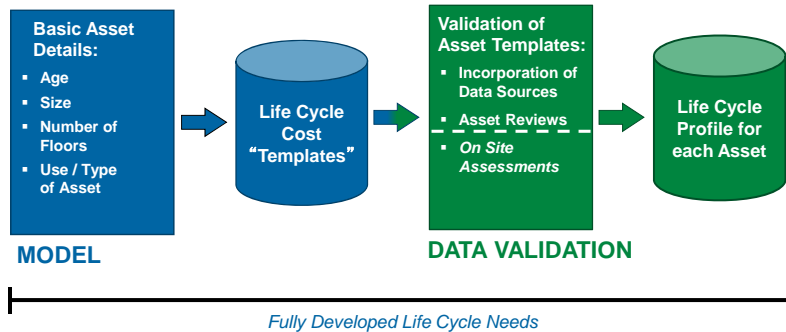 Basic Asset
Details:
▪ Age
▪ Size
▪ Number of
Floors
▪ Use / Type
of Asset
MODEL
Life Cycle
Cost
“Templates”
Validation of
Asset Templates:
▪ Incorporation of
Data Sources
▪ Asset Reviews
▪ On Site
Assessments
DATA VALIDATION
Life Cycle
Profile for
each Asset
Fully Developed Life Cycle Needs